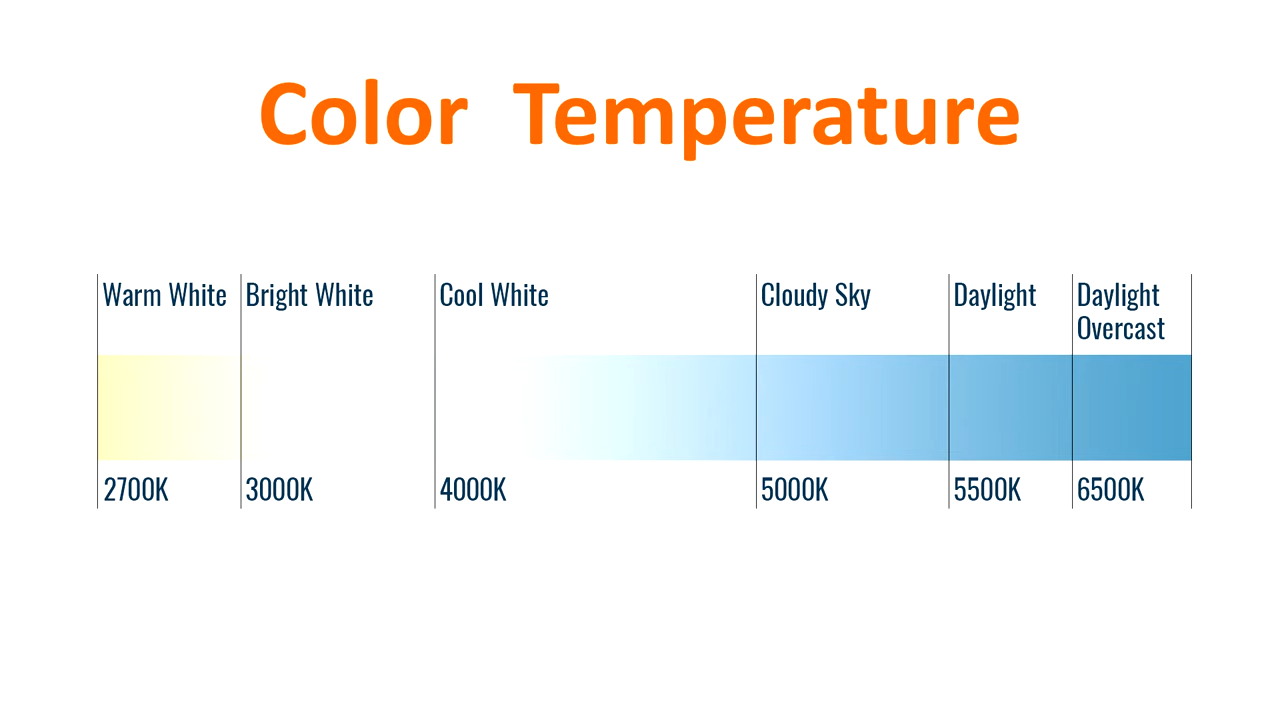 Color Temperature
Warm White
Bright White
Cool White
Cloudy Sky
Daylight
Daylight
Overcast
2700K
3000K
4000K
5000K
5500K
6500K